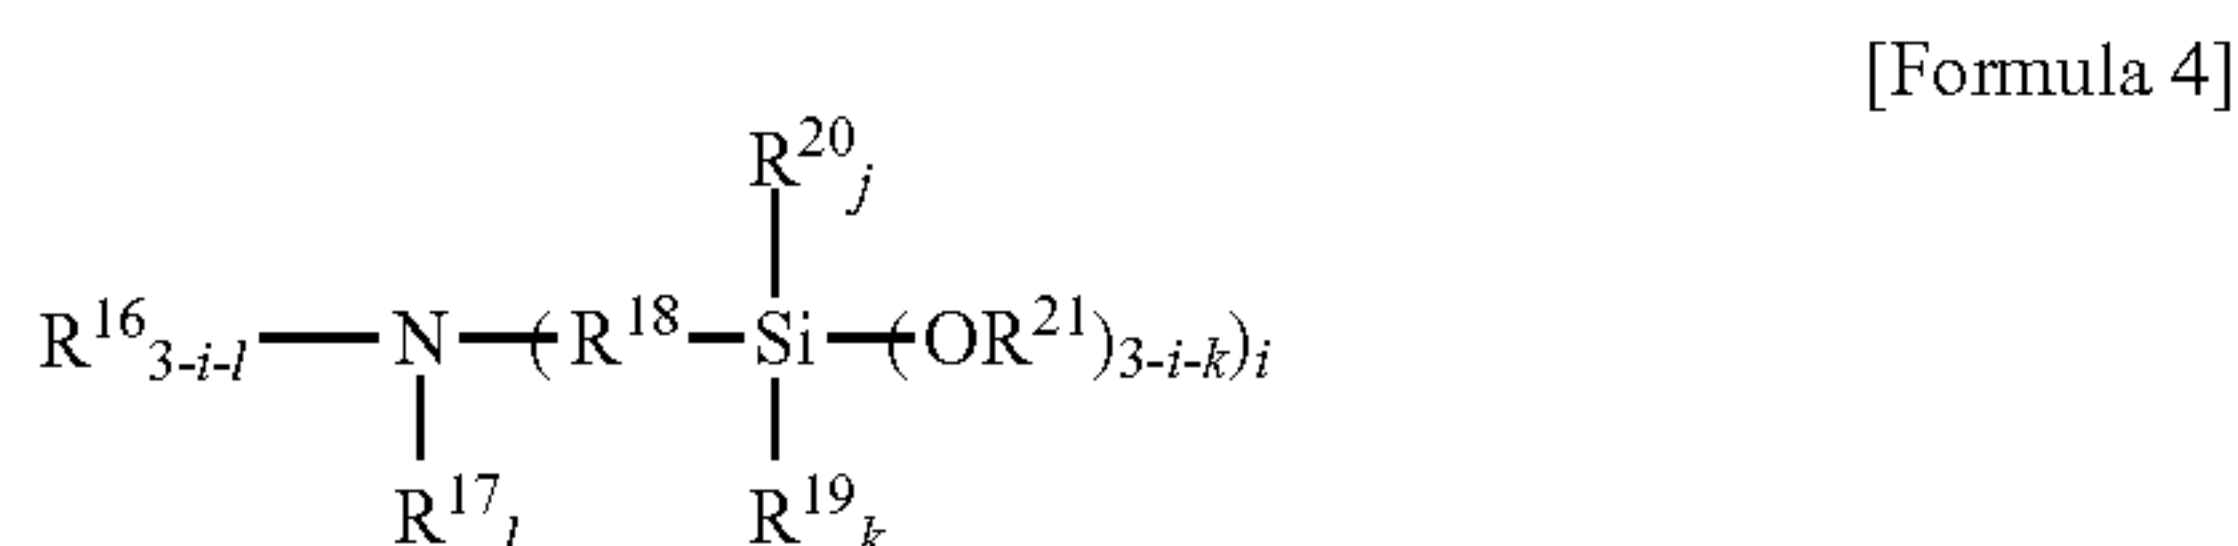 [Formula 4]
R²⁰ⱼ
R¹⁶₃₋ᵢ₋ₗ—N—(R¹⁸—Si—(OR²¹)₃₋ᵢ₋ₖ)ᵢ
R¹⁷ₗ R¹⁹ₖ